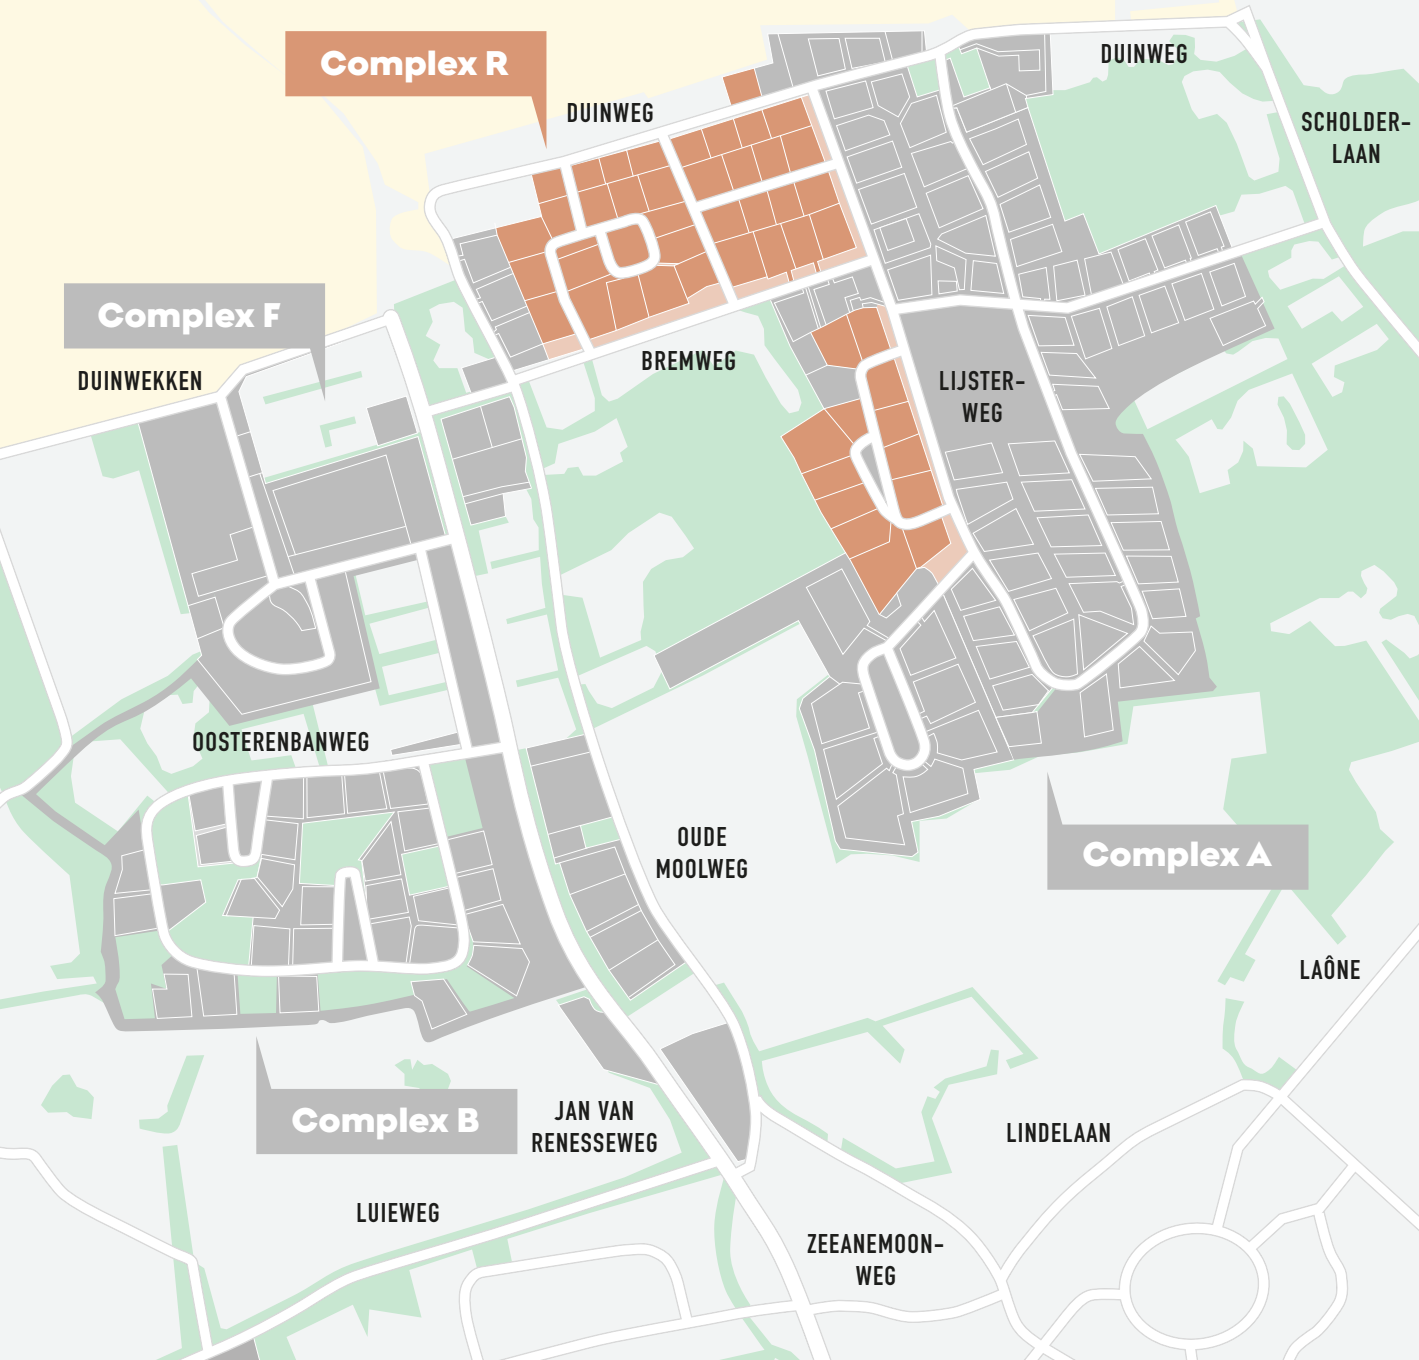 Complex R
DUINWEG
DUINWEG
SCHOLDER-
LAAN
Complex F
DUINWEKKEN
BREMWEG
LIJSTER-
WEG
OOSTERENBANWEG
OUDE
MOOLWEG
Complex A
LAÔNE
Complex B
JAN VAN
RENESSEWEG
LINDELAAN
LUIEWEG
ZEEANEMOON-
WEG